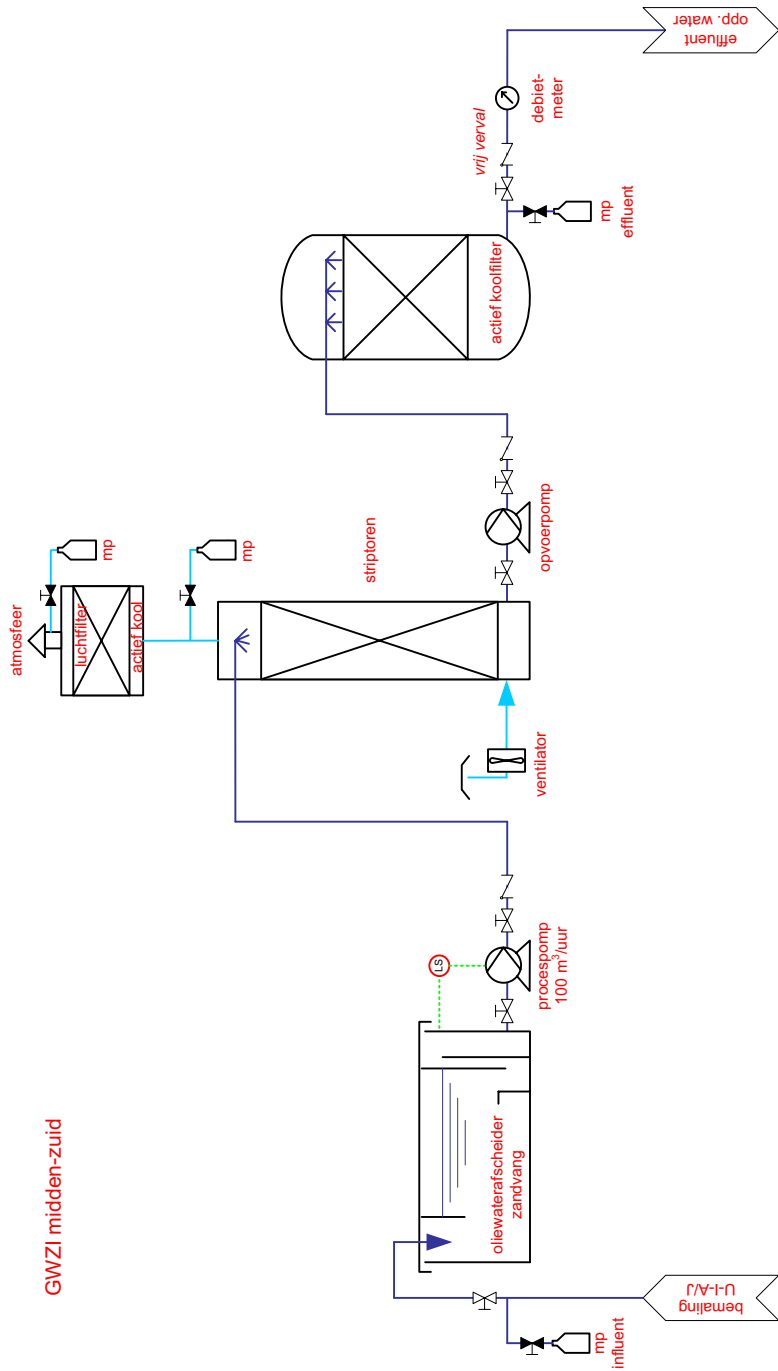 GWZI midden-zuid
bemaling
U-I-A/J
mp
influent
oliewaterafscheider
zandvang
LS
procespomp
100 m³/uur
ventilator
striptoren
atmosfeer
luchtfilter
actief kool
mp
mp
opvoerpomp
actief koolfilter
mp
effluent
vrij verval
debiet-
meter
effluent
opp. water